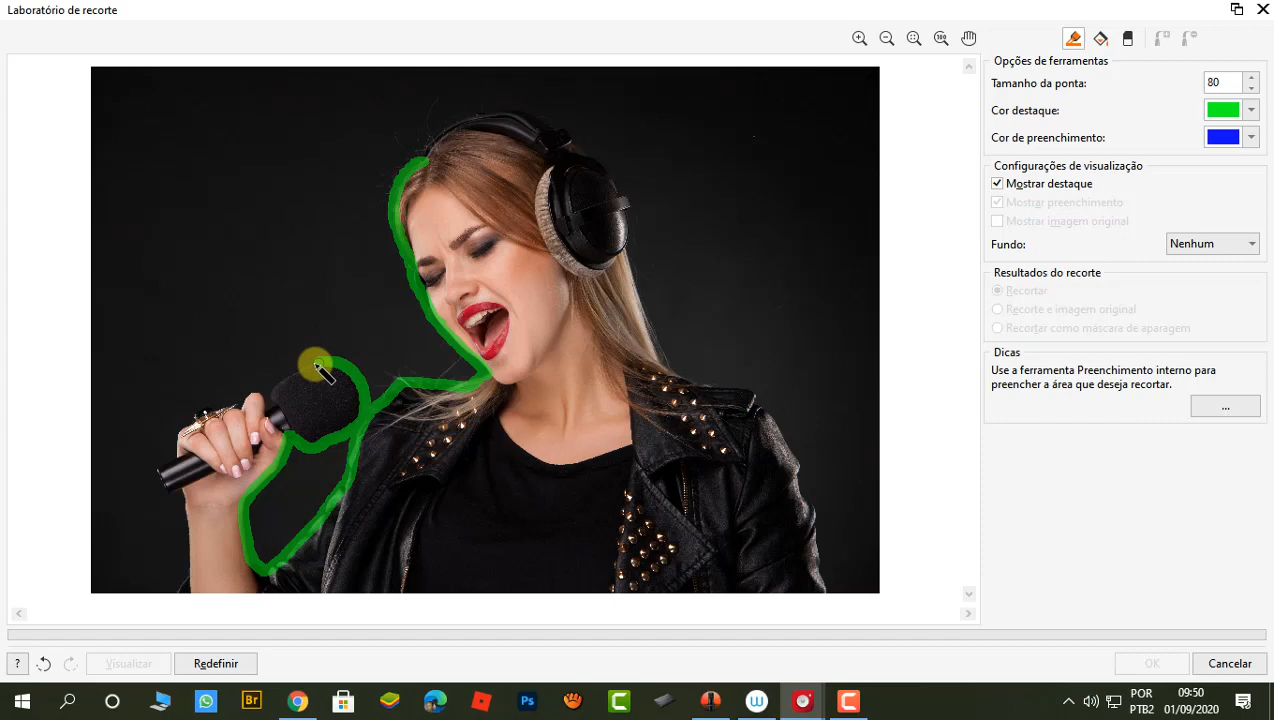 Laboratório de recorte
Opções de ferramentas
Tamanho da ponta: 80
Cor destaque:
Cor de preenchimento:
Configurações de visualização
Mostrar destaque
Mostrar preenchimento
Mostrar imagem original
Fundo: Nenhum
Resultados do recorte
Recortar
Recorte e imagem original
Recortar como máscara de aparagem
Dicas
Use a ferramenta Preenchimento interno para
preencher a área que deseja recortar.
...
? Visualizar Redefinir OK Cancelar
Br Ps C W C
POR 09:50
PTB2 01/09/2020